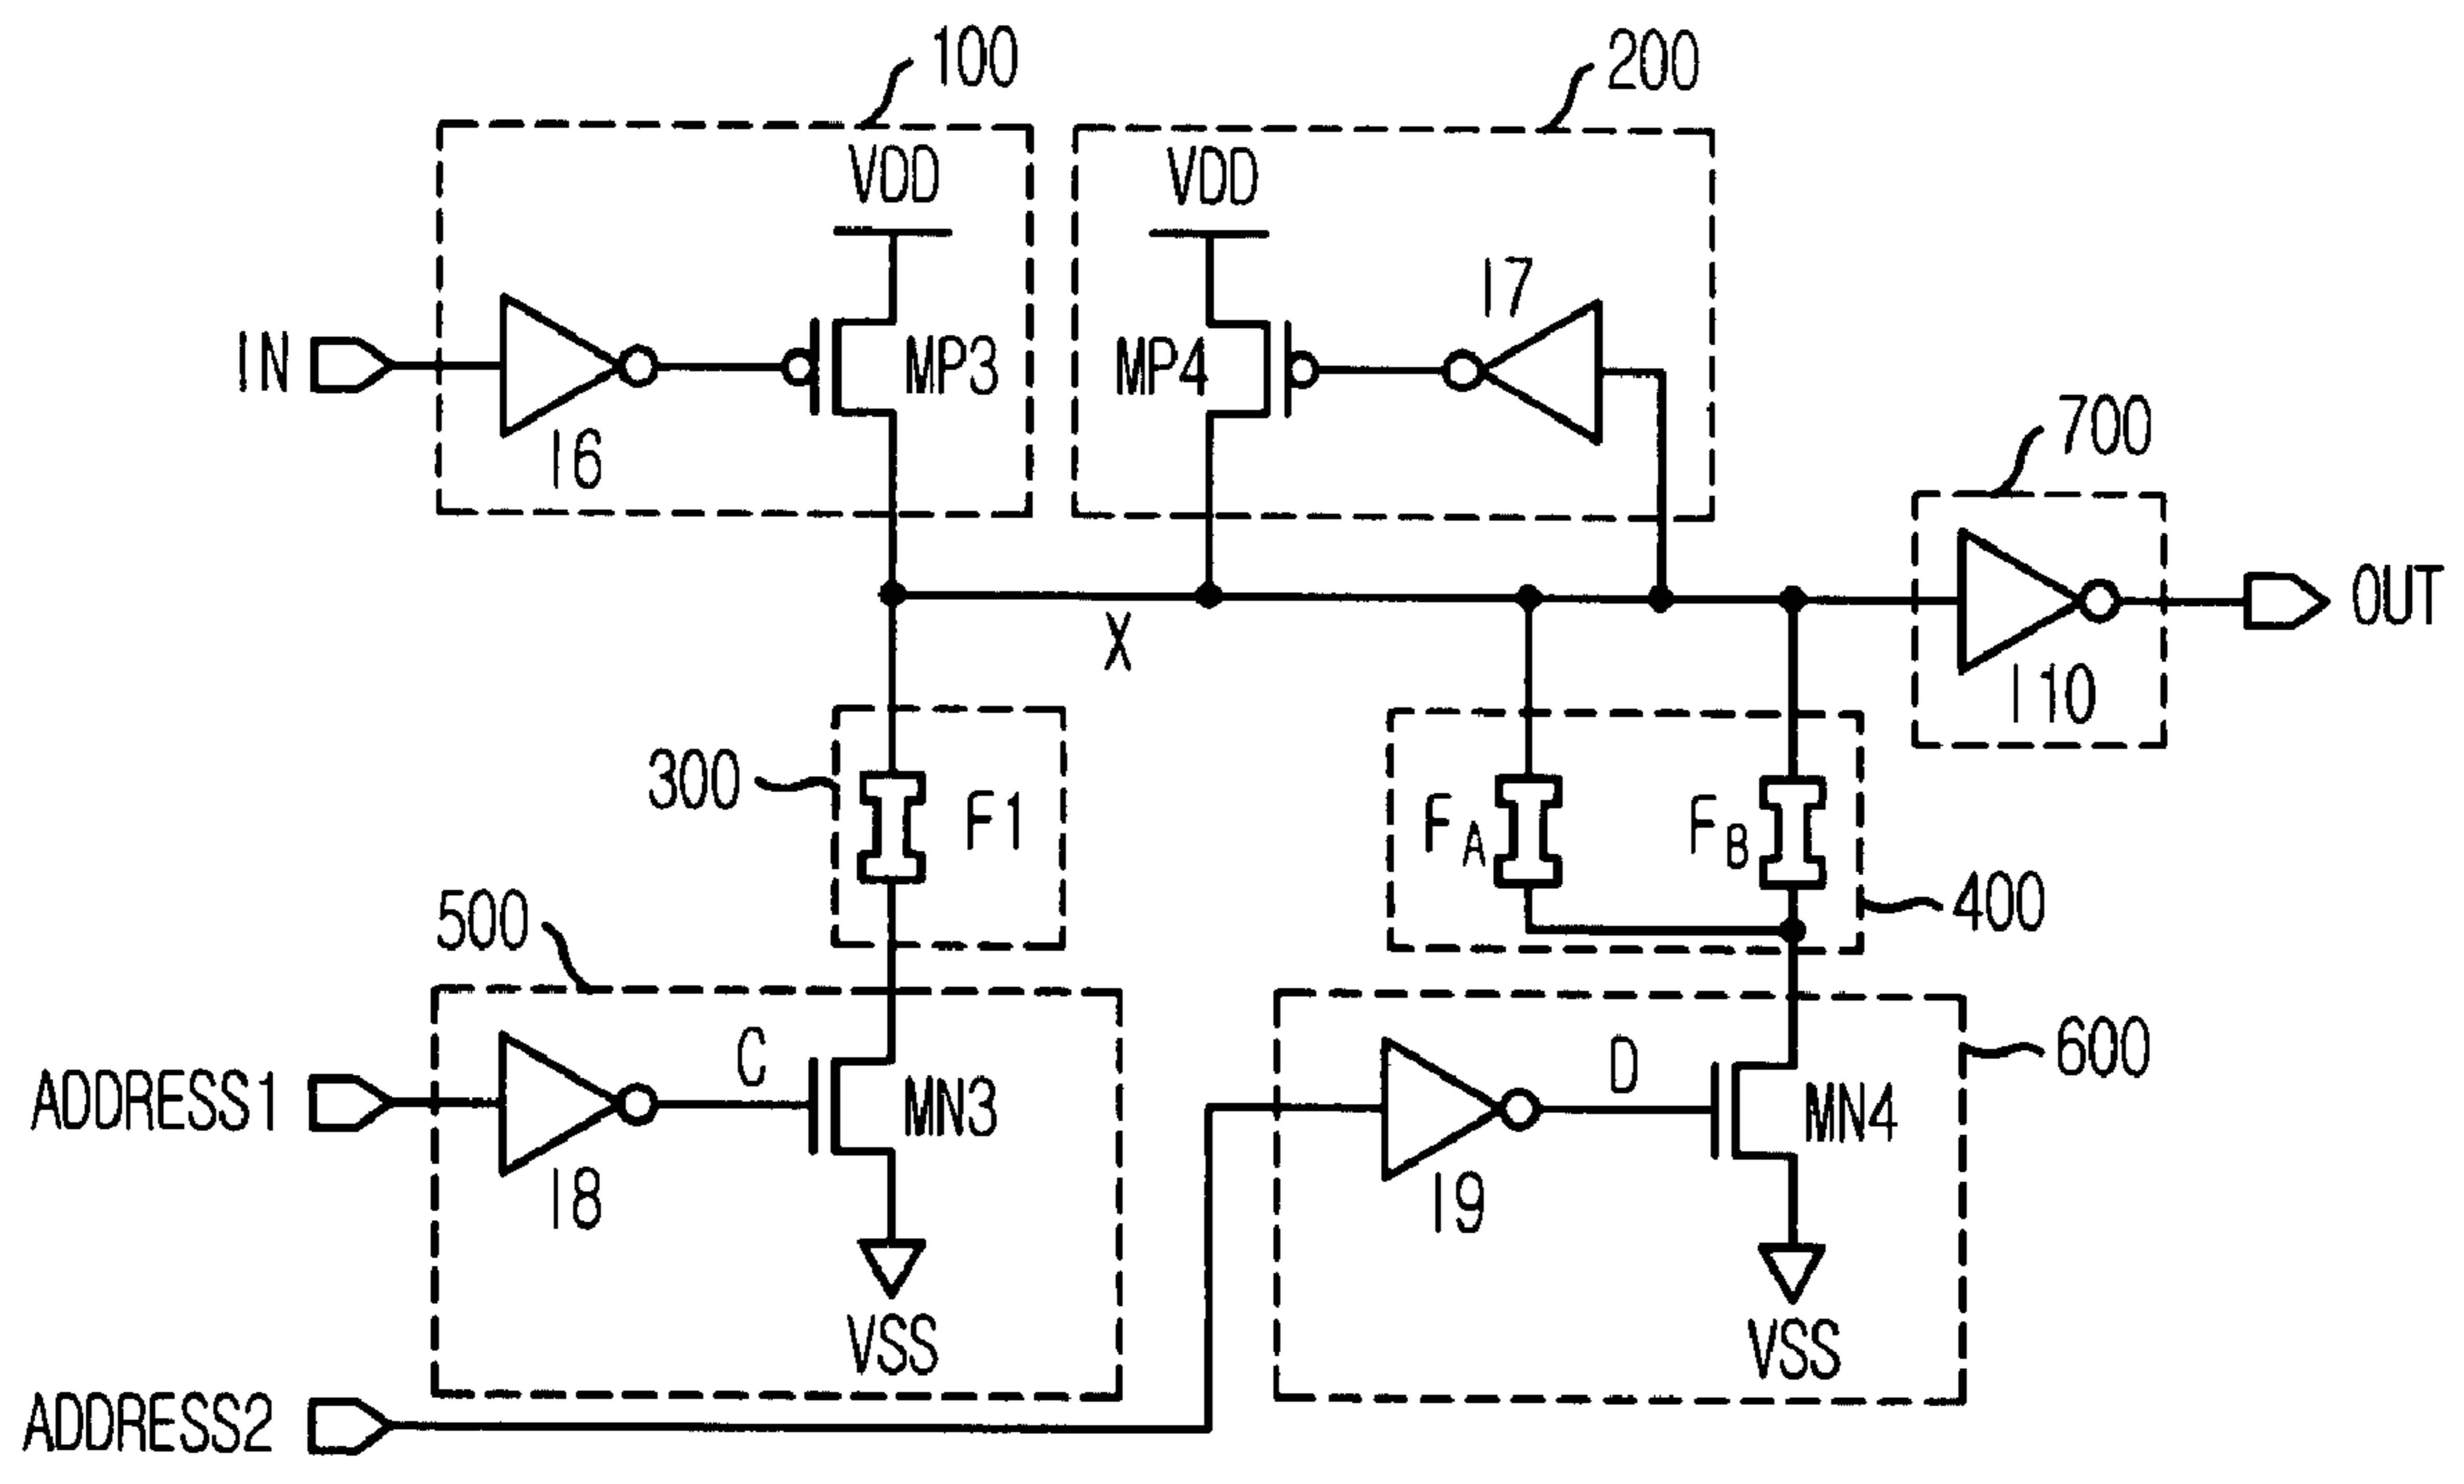 100
200
VDD
VDD
I7
IN
MP3
MP4
I6
700
X
OUT
I10
300
F1
FA
FB
400
500
C
MN3
D
MN4
600
ADDRESS1
I8
I9
VSS
VSS
ADDRESS2